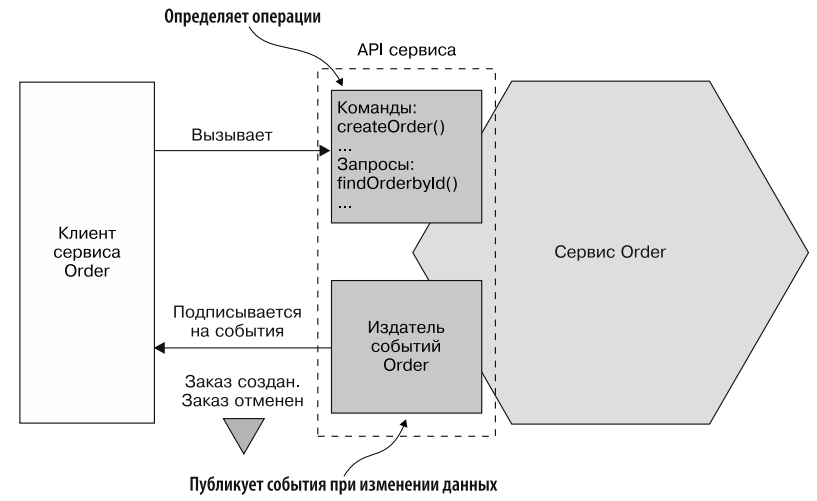 Определяет операции
API сервиса
Команды:
createOrder()
...
Запросы:
findOrderbyId()
...
Вызывает
Клиент
сервиса
Order
Сервис Order
Подписывается
на события
Издатель
событий
Order
Заказ создан.
Заказ отменен
Публикует события при изменении данных